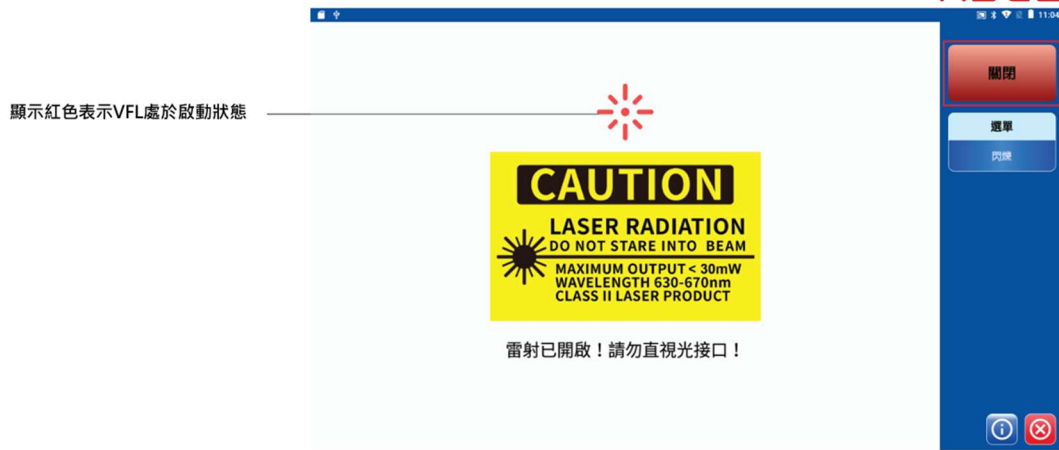 11:04
顯示紅色表示VFL處於啟動狀態
關閉
選單
閃爍
CAUTION
LASER RADIATION
DO NOT STARE INTO BEAM
MAXIMUM OUTPUT < 30mW
WAVELENGTH 630-670nm
CLASS II LASER PRODUCT
雷射已開啟！請勿直視光接口！